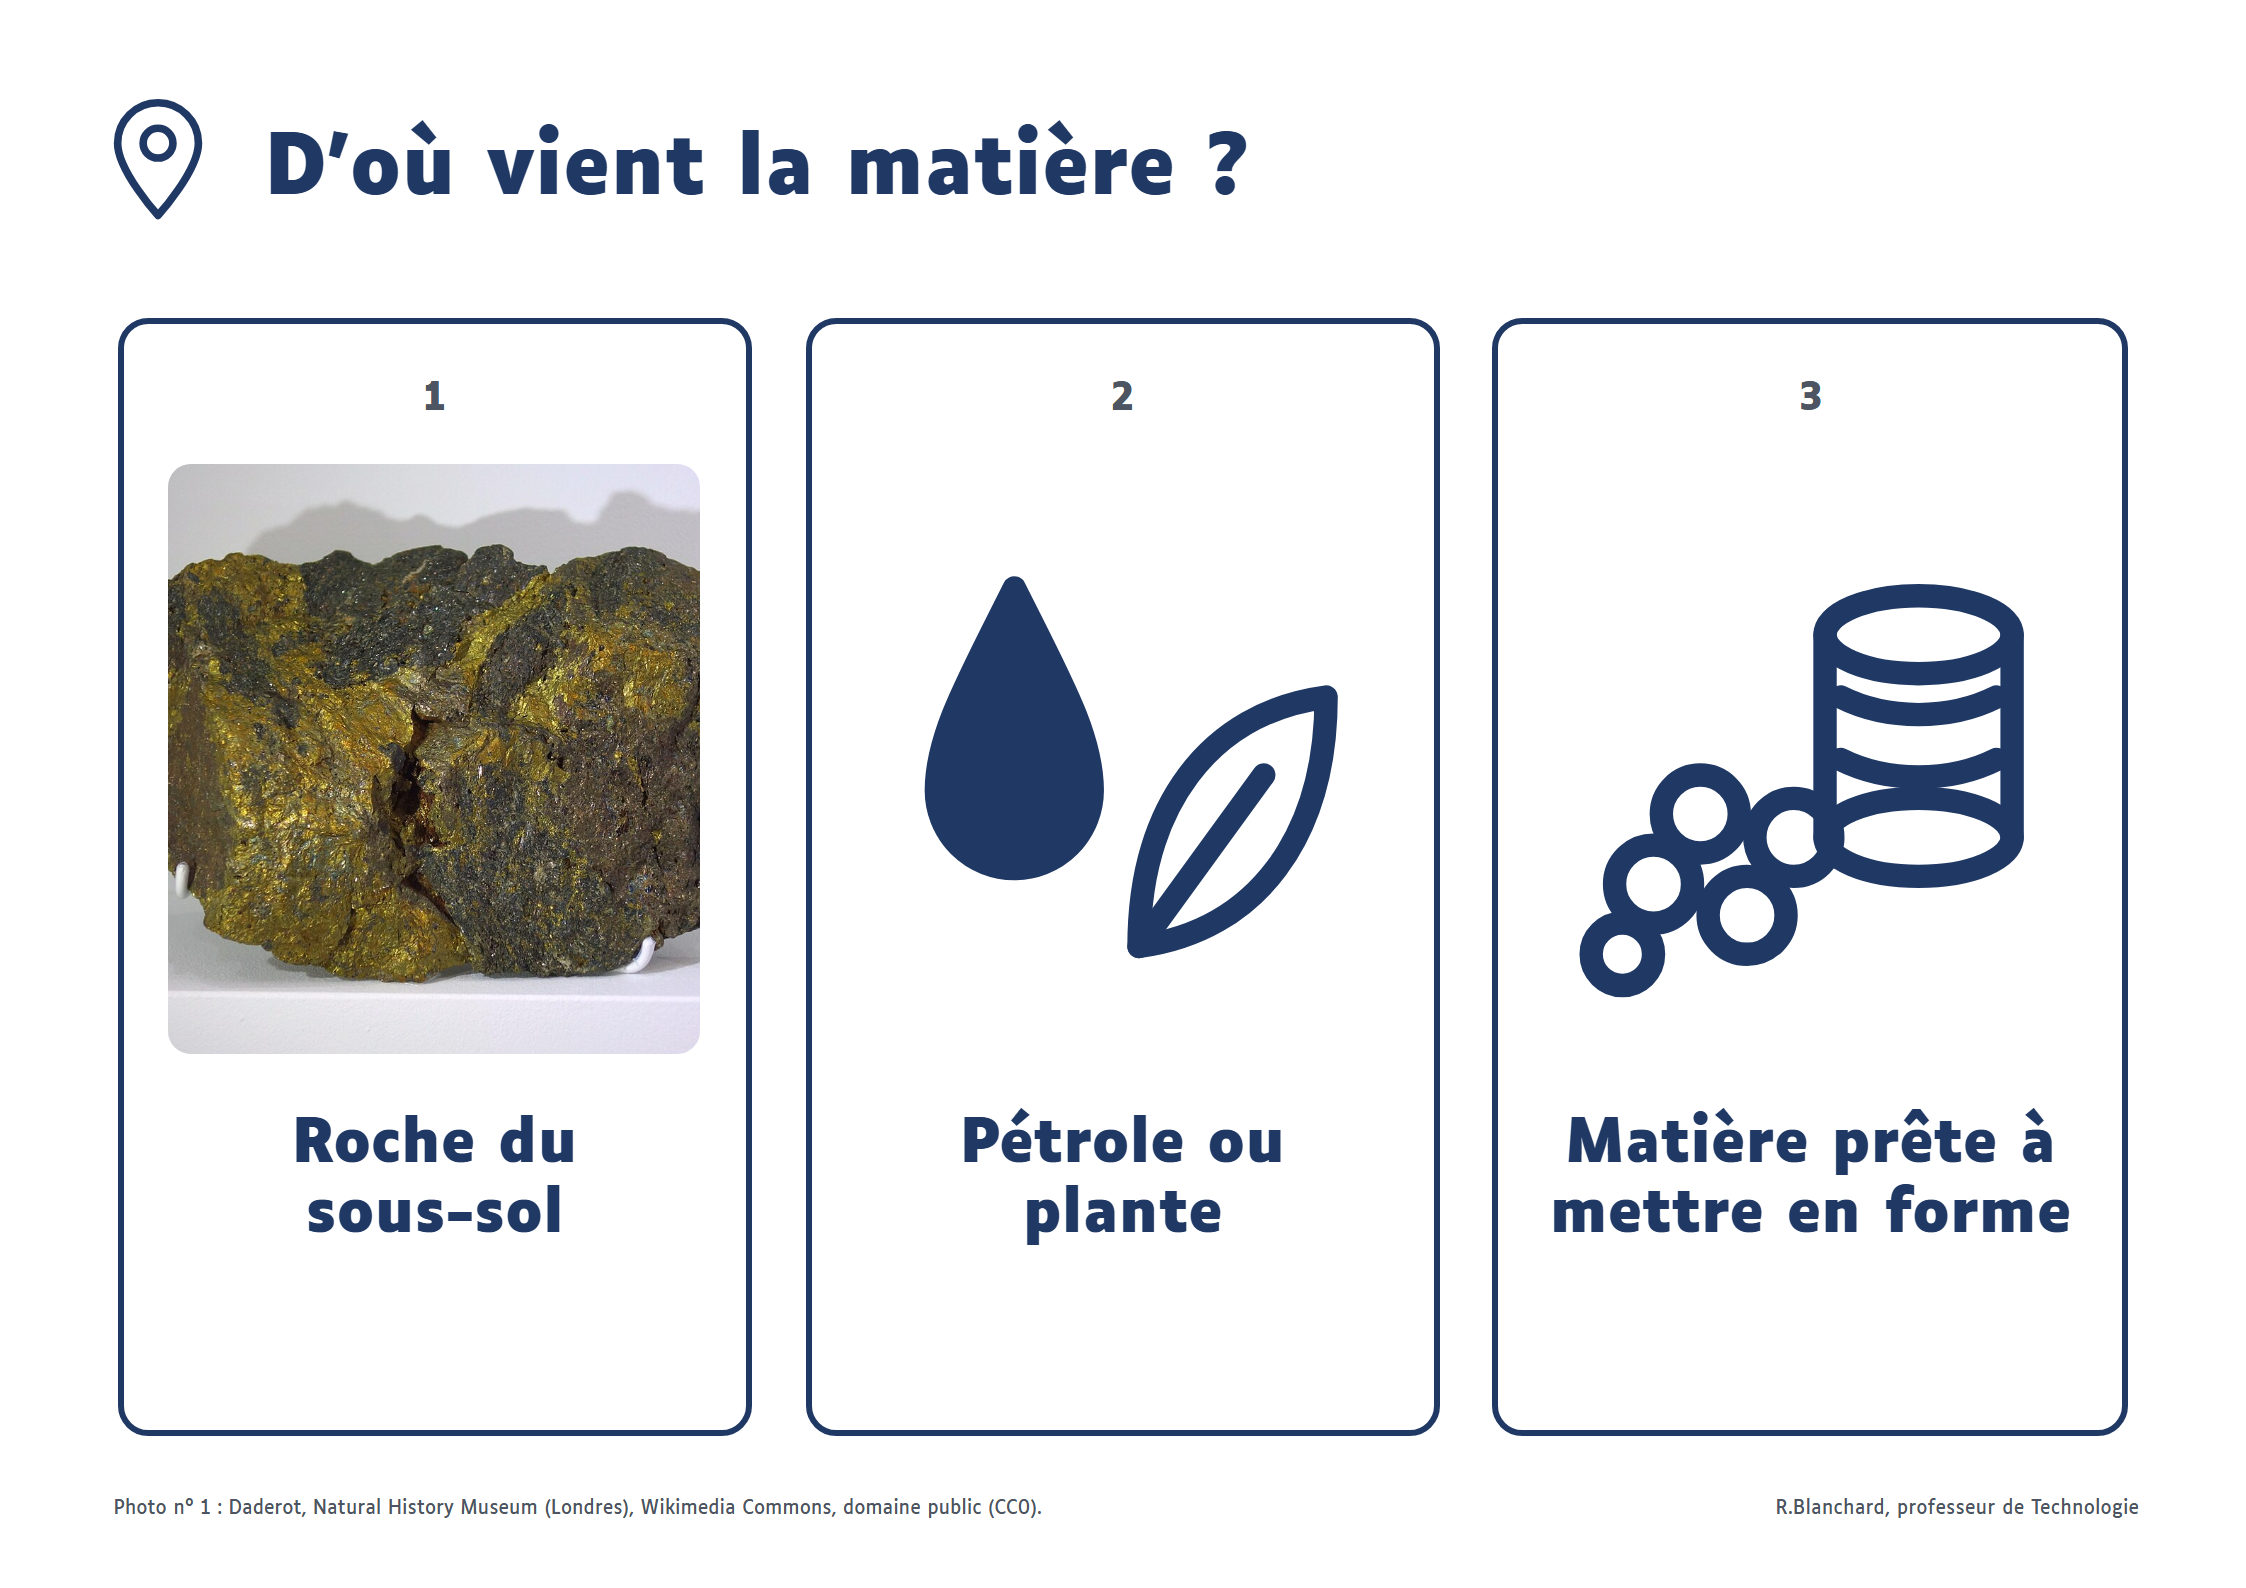 D’où vient la matière ?
1
Roche du
sous-sol
2
Pétrole ou
plante
3
Matière prête à
mettre en forme
Photo nº 1 : Daderot, Natural History Museum (Londres), Wikimedia Commons, domaine public (CC0).
R.Blanchard, professeur de Technologie